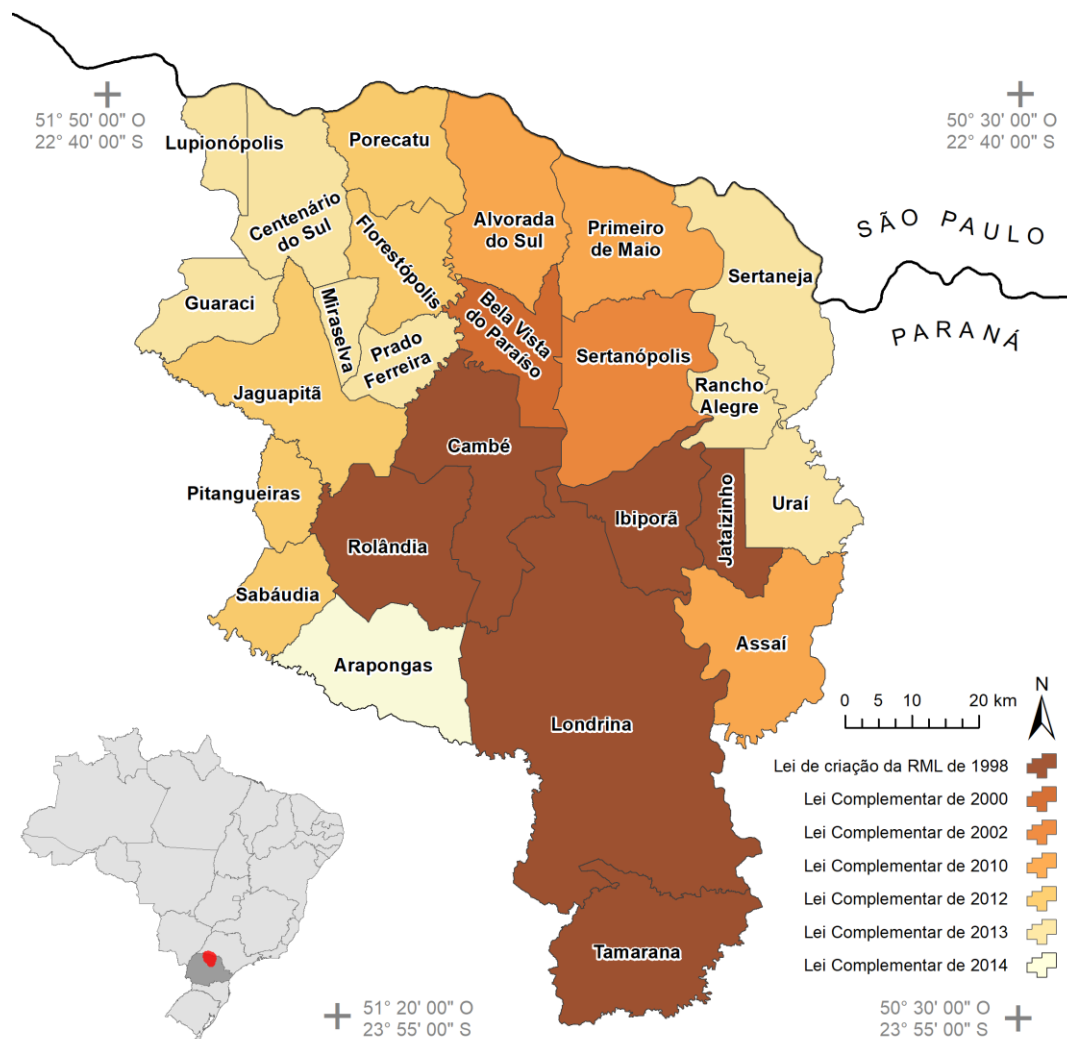 51° 50' 00" O
22° 40' 00" S
50° 30' 00" O
22° 40' 00" S
Lupionópolis
Porecatu
Centenário
do Sul
Florestópolis
Alvorada
do Sul
Primeiro
de Maio
Sertaneja
SÃO PAULO
PARANÁ
Guaraci
Miraselva
Prado
Ferreira
Bela Vista
do Paraíso
Sertanópolis
Rancho
Alegre
Jaguapitã
Cambé
Pitangueiras
Rolândia
Ibiporã
Jataizinho
Uraí
Sabáudia
Arapongas
Assaí
Londrina
Tamarana
N
0 5 10 20 km
Lei de criação da RML de 1998
Lei Complementar de 2000
Lei Complementar de 2002
Lei Complementar de 2010
Lei Complementar de 2012
Lei Complementar de 2013
Lei Complementar de 2014
51° 20' 00" O
23° 55' 00" S
50° 30' 00" O
23° 55' 00" S